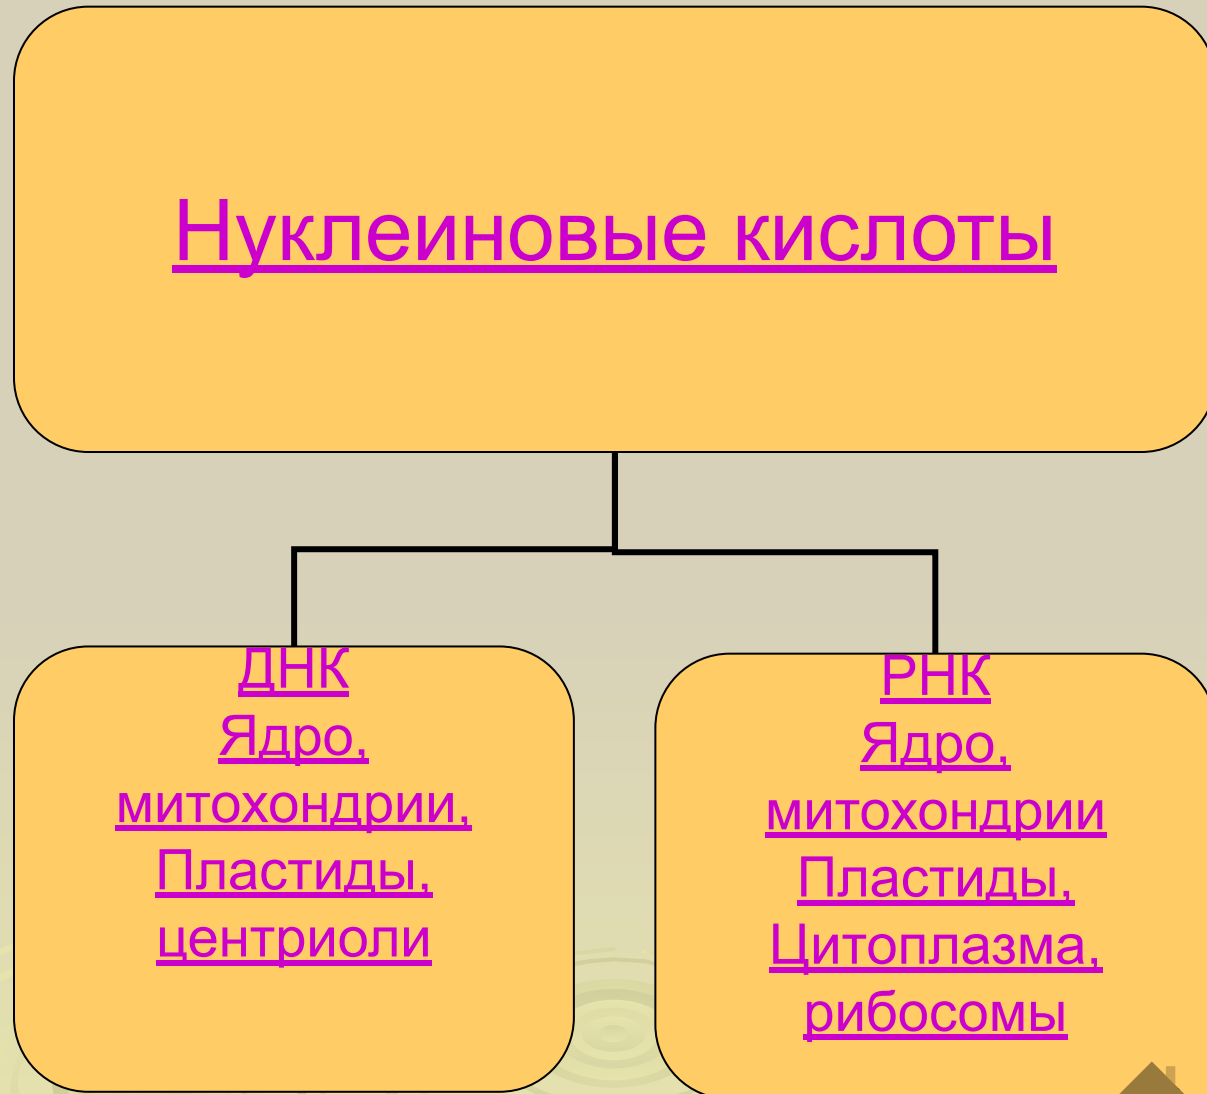 Нуклеиновые кислоты
ДНК
Ядро,
митохондрии,
Пластиды,
центриоли
РНК
Ядро,
митохондрии
Пластиды,
Цитоплазма,
рибосомы